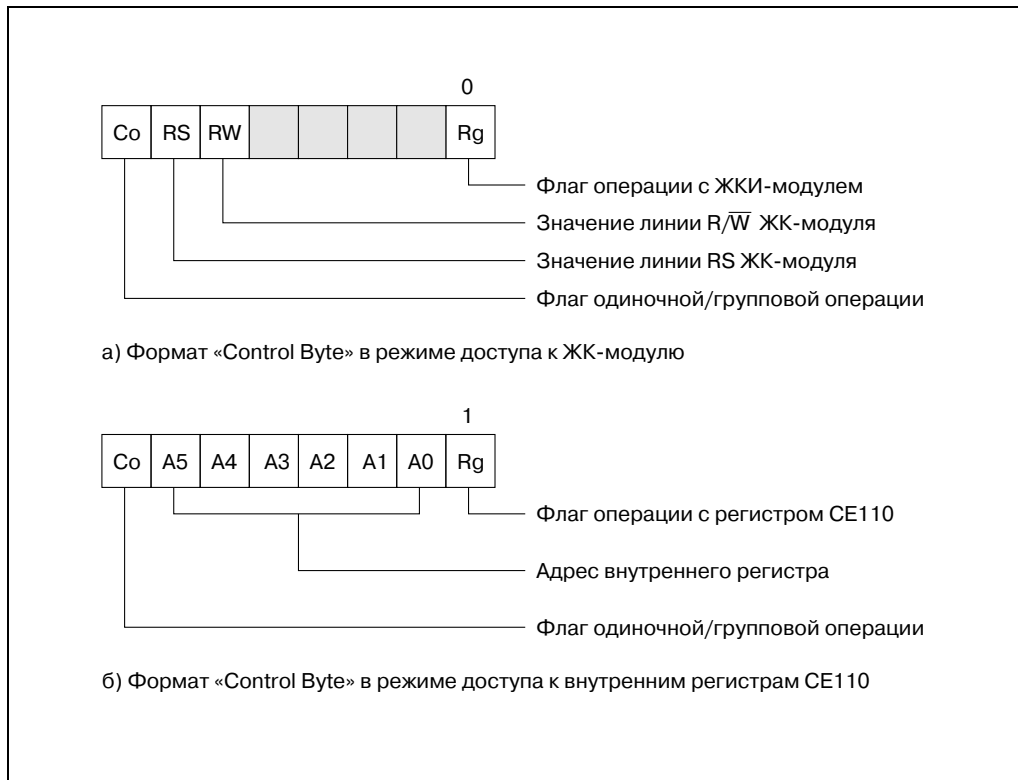 0
Co RS RW Rg
Флаг операции с ЖКИ-модулем
Значение линии R/W̅ ЖК-модуля
Значение линии RS ЖК-модуля
Флаг одиночной/групповой операции
а) Формат «Control Byte» в режиме доступа к ЖК-модулю
1
Co A5 A4 A3 A2 A1 A0 Rg
Флаг операции с регистром CE110
Адрес внутреннего регистра
Флаг одиночной/групповой операции
б) Формат «Control Byte» в режиме доступа к внутренним регистрам CE110